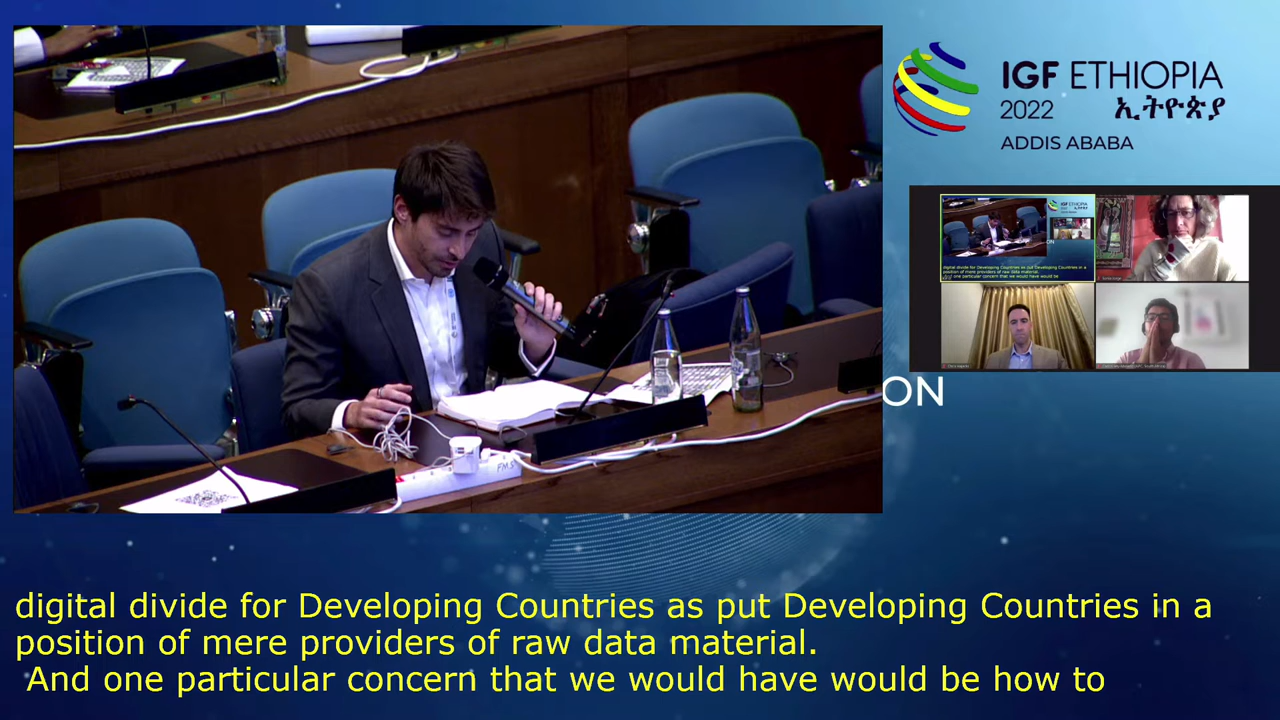 IGF ETHIOPIA
2022 ኢትዮጵያ
ADDIS ABABA
ON
digital divide for Developing Countries as put Developing Countries in a
position of mere providers of raw data material.
And one particular concern that we would have would be how to